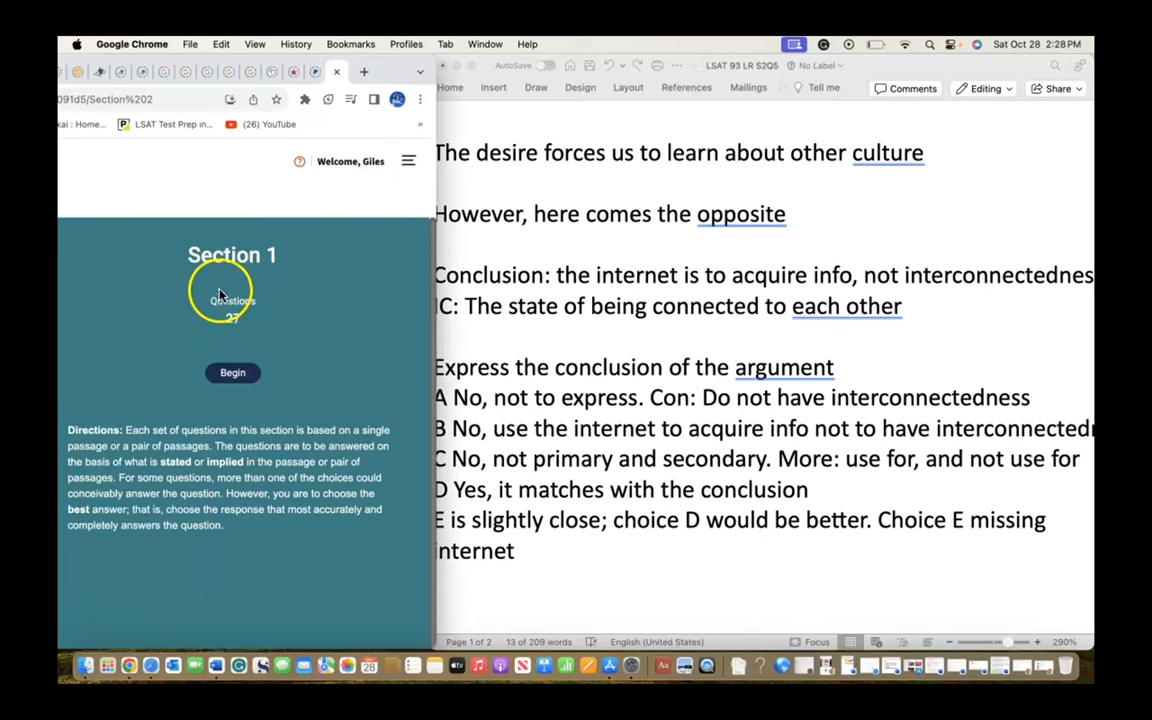 Google Chrome File Edit View History Bookmarks Profiles Tab Window Help Sat Oct 28 2:28 PM
AutoSave LSAT 93 LR S2Q5 No Label
091d5/Section%202
Home Insert Draw Design Layout References Mailings Tell me Comments Editing Share
kai : Home... LSAT Test Prep in... (26) YouTube »
Welcome, Giles
The desire forces us to learn about other culture
However, here comes the opposite
Section 1
Questions
27
Begin
Conclusion: the internet is to acquire info, not interconnectednes
IC: The state of being connected to each other
Express the conclusion of the argument
A No, not to express. Con: Do not have interconnectedness
B No, use the internet to acquire info not to have interconnectedn
C No, not primary and secondary. More: use for, and not use for
D Yes, it matches with the conclusion
E is slightly close; choice D would be better. Choice E missing
internet
Directions: Each set of questions in this section is based on a single
passage or a pair of passages. The questions are to be answered
on the basis of what is stated or implied in the passage or pair of
passages. For some questions, more than one of the choices could
conceivably answer the question. However, you are to choose the
best answer; that is, choose the response that most accurately and
completely answers the question.
Page 1 of 2 13 of 209 words English (United States) Focus 290%
28